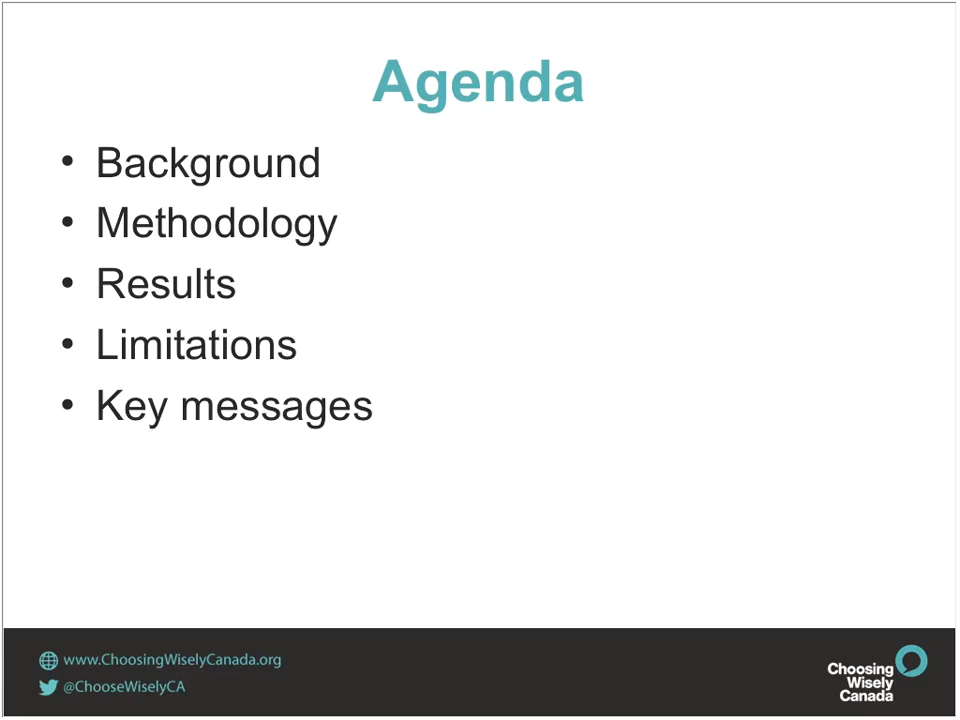 Agenda
• Background
• Methodology
• Results
• Limitations
• Key messages
www.ChoosingWiselyCanada.org
@ChooseWiselyCA
Choosing
Wisely
Canada